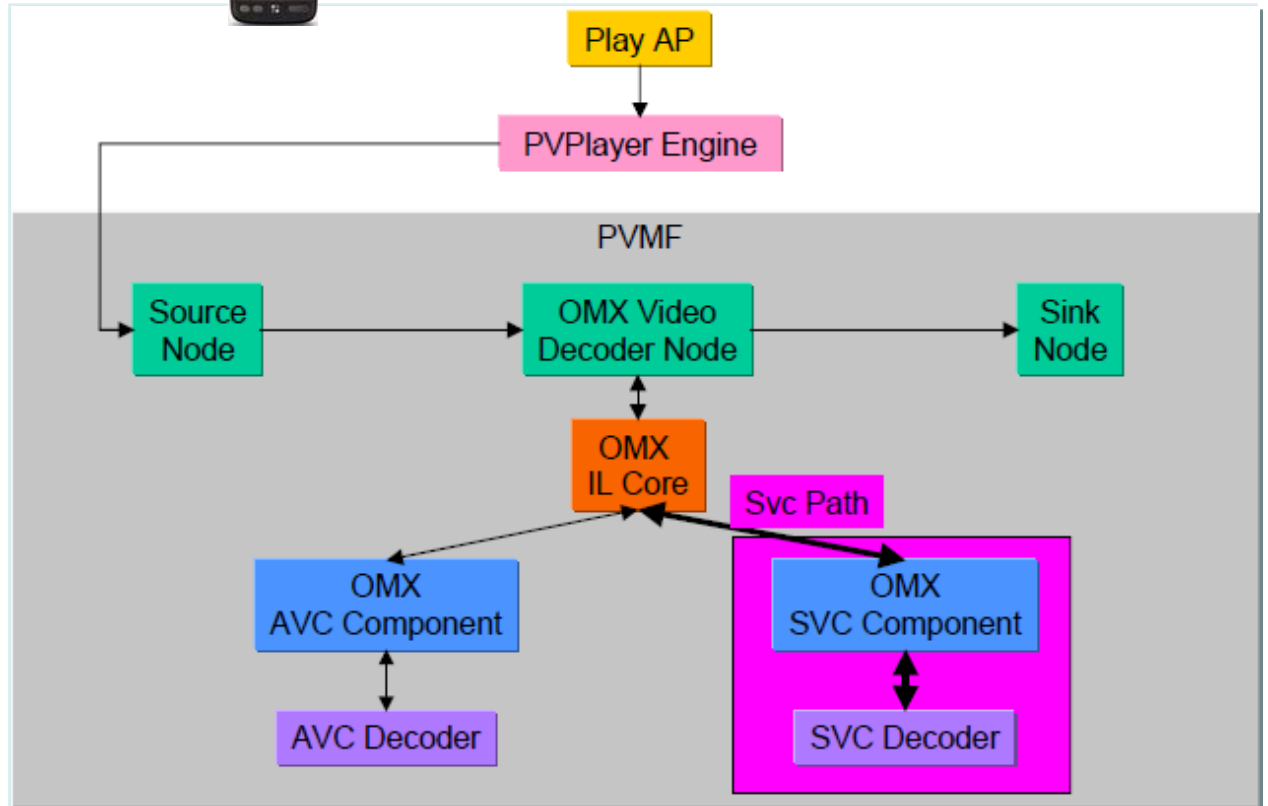 Play AP
PVPlayer Engine
PVMF
Source
Node
OMX Video
Decoder Node
Sink
Node
OMX
IL Core
Svc Path
OMX
AVC Component
OMX
SVC Component
AVC Decoder
SVC Decoder